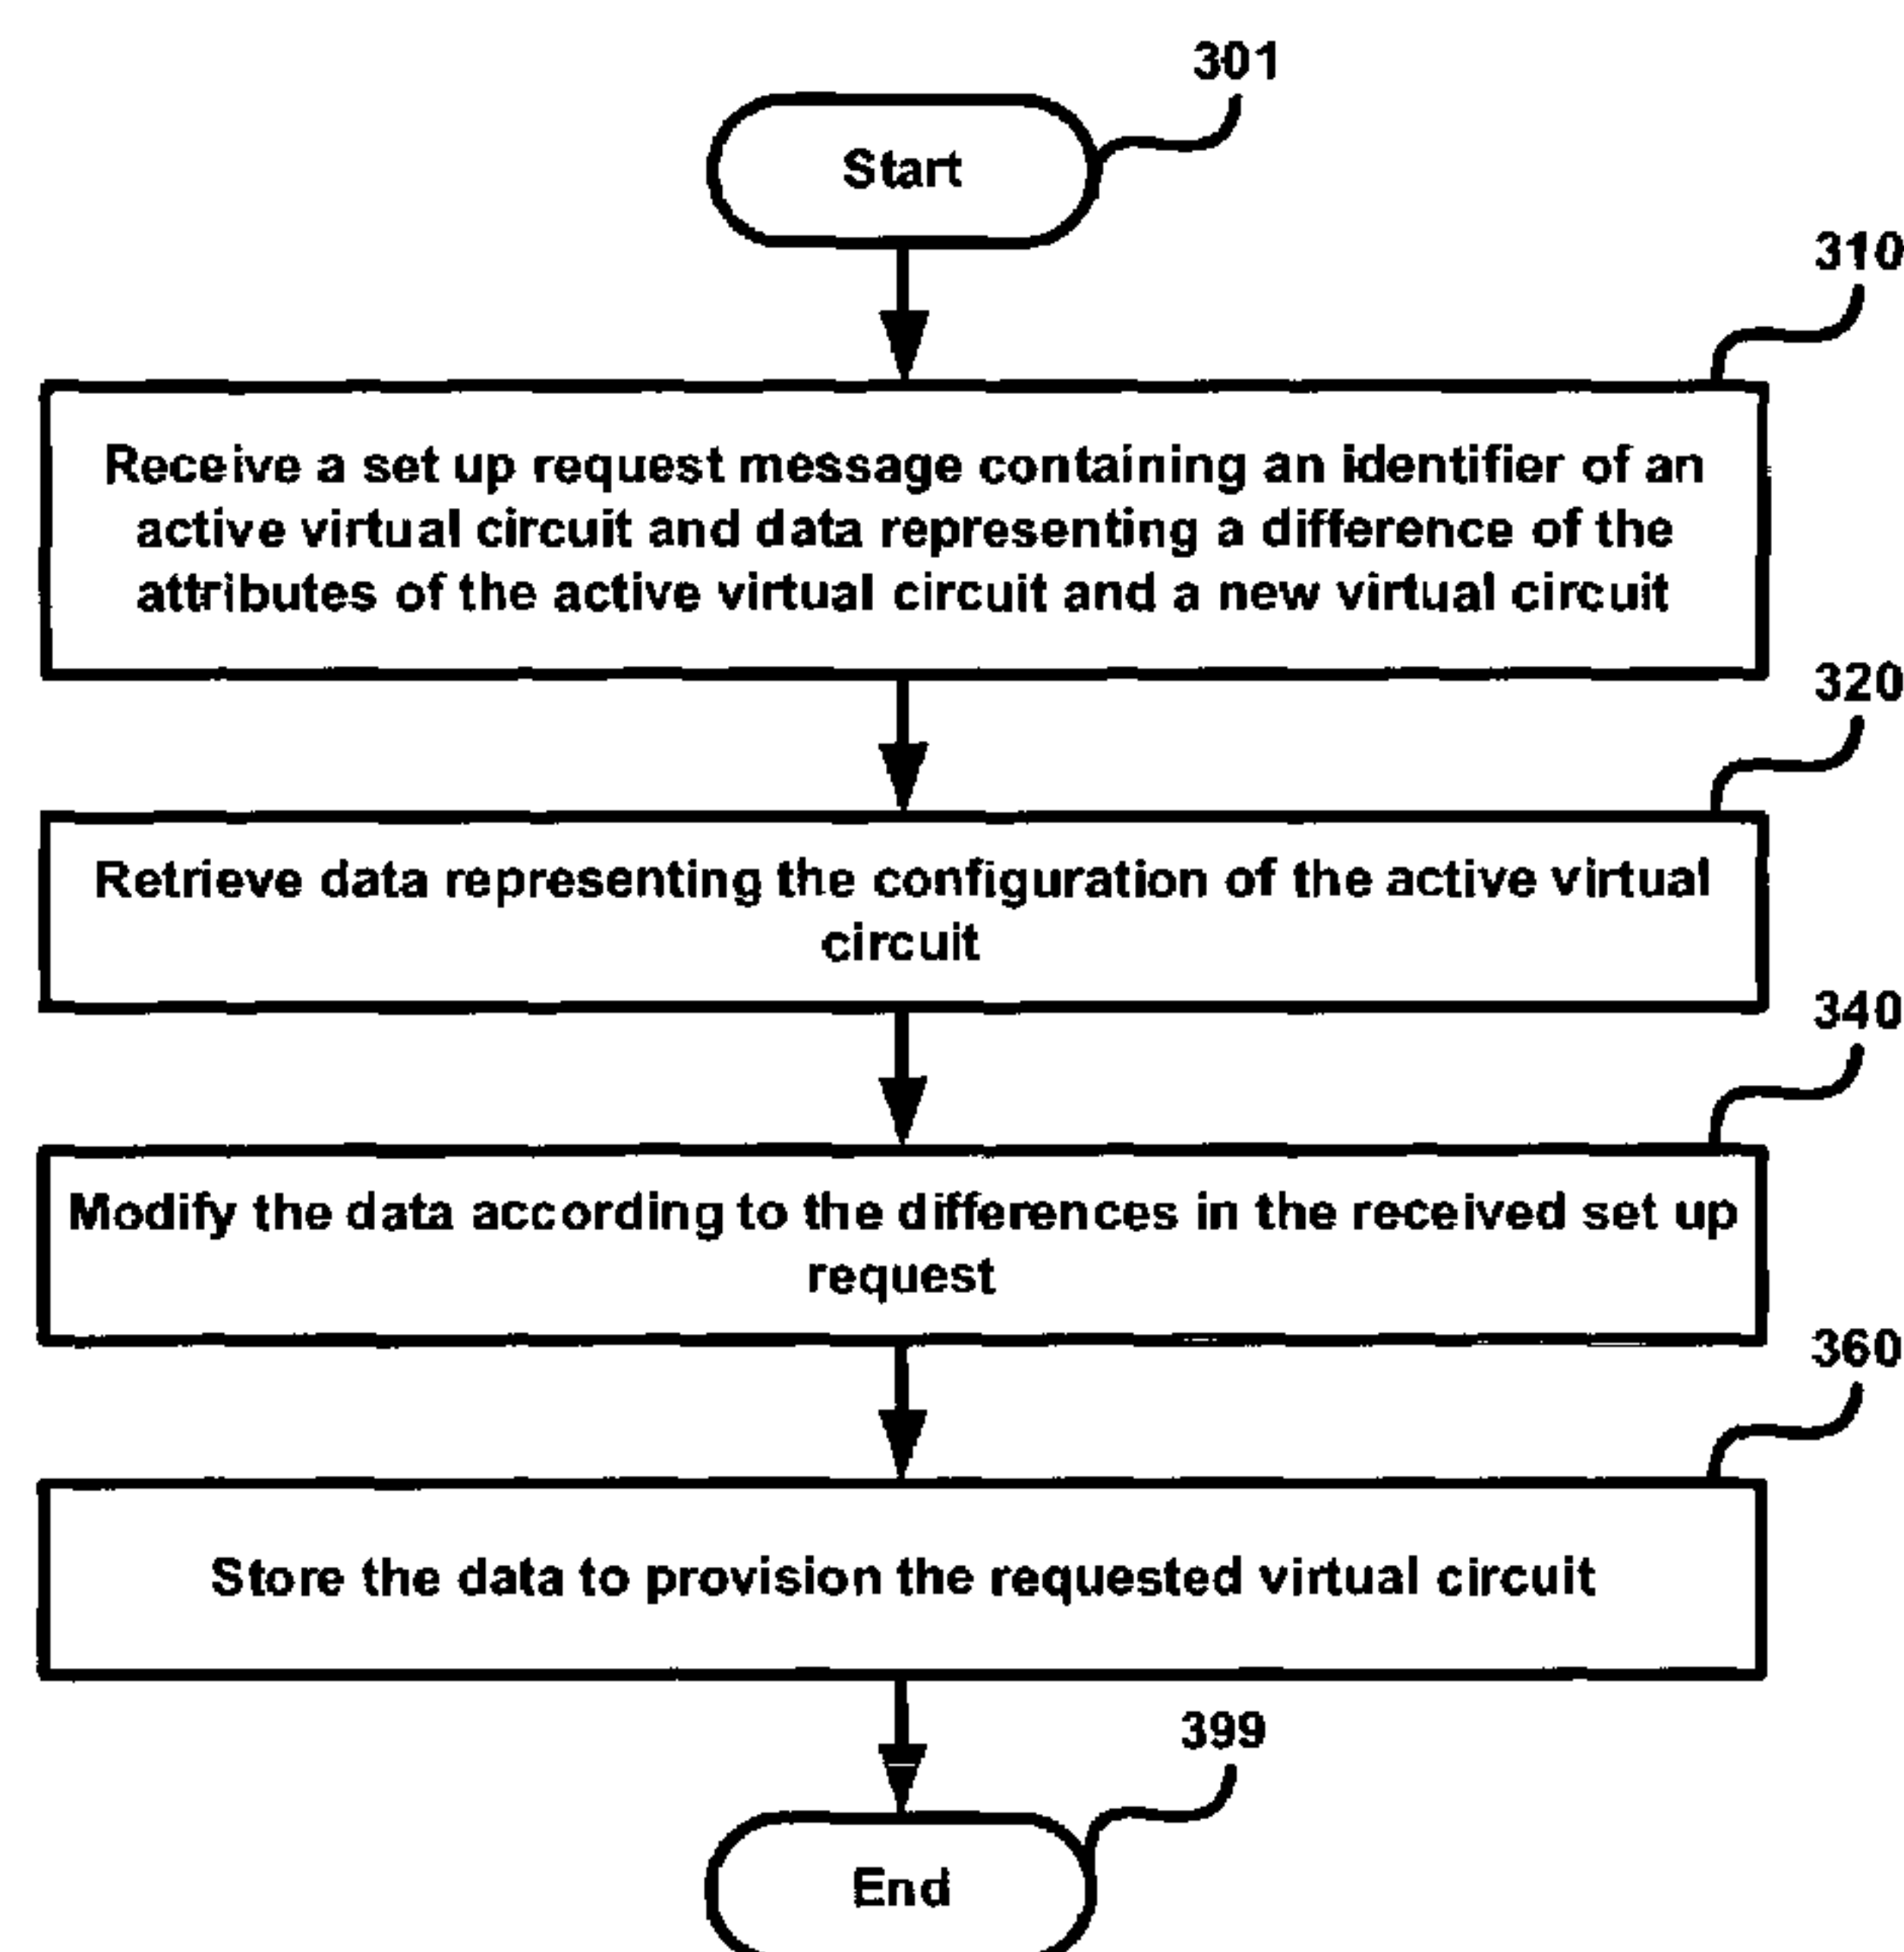 301
Start
310
Receive a set up request message containing an identifier of an
active virtual circuit and data representing a difference of the
attributes of the active virtual circuit and a new virtual circuit
320
Retrieve data representing the configuration of the active virtual
circuit
340
Modify the data according to the differences in the received set up
request
360
Store the data to provision the requested virtual circuit
399
End